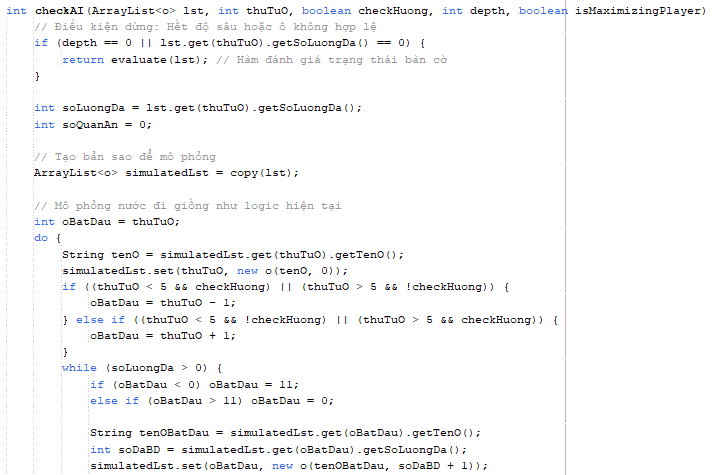 int checkAI(ArrayList<o> lst, int thuTuO, boolean checkHuong, int depth, boolean isMaximizingPlayer)
// Điều kiện dừng: Hết độ sâu hoặc ô không hợp lệ
if (depth == 0 || lst.get(thuTuO).getSoLuongDa() == 0) {
return evaluate(lst); // Hàm đánh giá trạng thái bàn cờ
}
int soLuongDa = lst.get(thuTuO).getSoLuongDa();
int soQuanAn = 0;
// Tạo bản sao để mô phỏng
ArrayList<o> simulatedLst = copy(lst);
// Mô phỏng nước đi giống như logic hiện tại
int oBatDau = thuTuO;
do {
String tenO = simulatedLst.get(thuTuO).getTenO();
simulatedLst.set(thuTuO, new o(tenO, 0));
if ((thuTuO < 5 && checkHuong) || (thuTuO > 5 && !checkHuong)) {
oBatDau = thuTuO - 1;
} else if ((thuTuO < 5 && !checkHuong) || (thuTuO > 5 && checkHuong)) {
oBatDau = thuTuO + 1;
}
while (soLuongDa > 0) {
if (oBatDau < 0) oBatDau = 11;
else if (oBatDau > 11) oBatDau = 0;
String tenOBatDau = simulatedLst.get(oBatDau).getTenO();
int soDaBD = simulatedLst.get(oBatDau).getSoLuongDa();
simulatedLst.set(oBatDau, new o(tenOBatDau, soDaBD + 1));